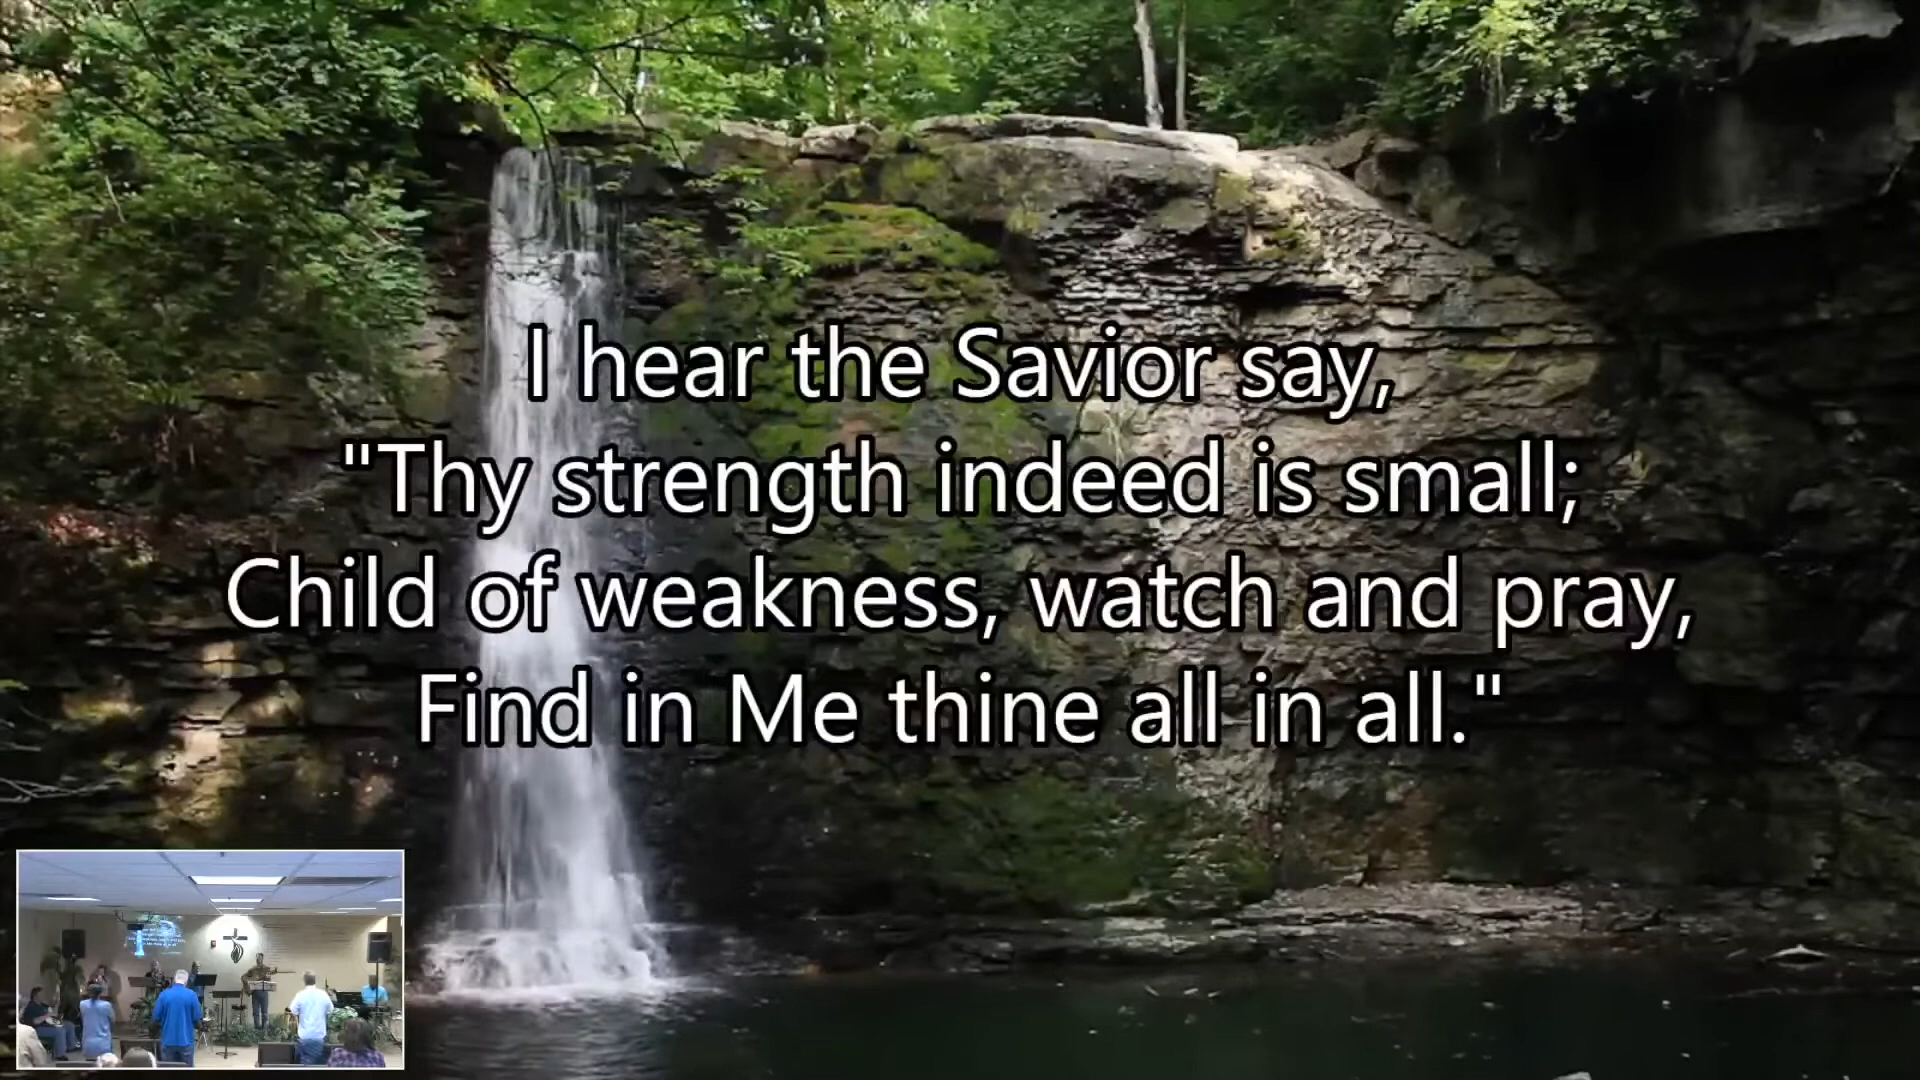 I hear the Savior say,
"Thy strength indeed is small;
Child of weakness, watch and pray,
Find in Me thine all in all."